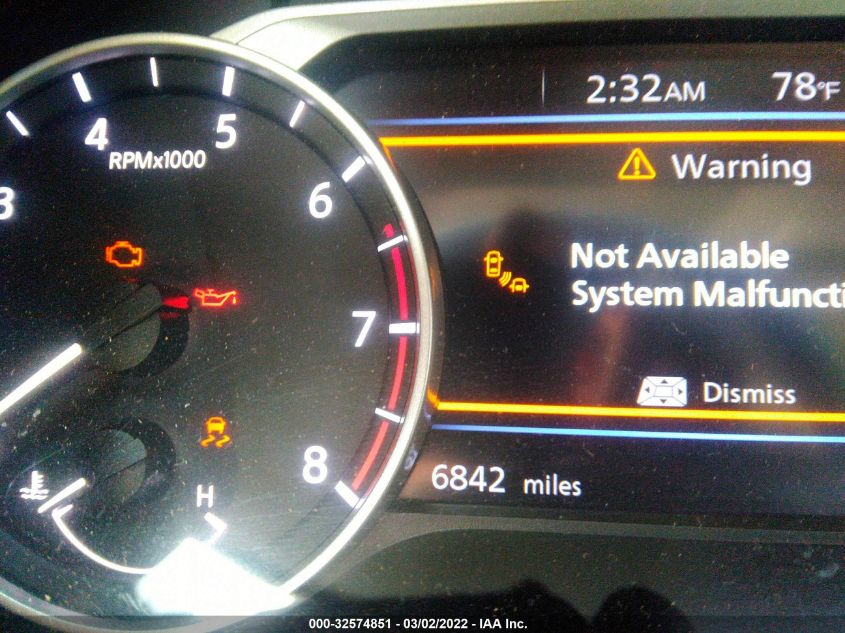 2:32AM 78°F
4 5
RPMx1000
Warning
3 6
Not Available
System Malfuncti
7
Dismiss
8
6842 miles
H
000-32574851 - 03/02/2022 - IAA Inc.